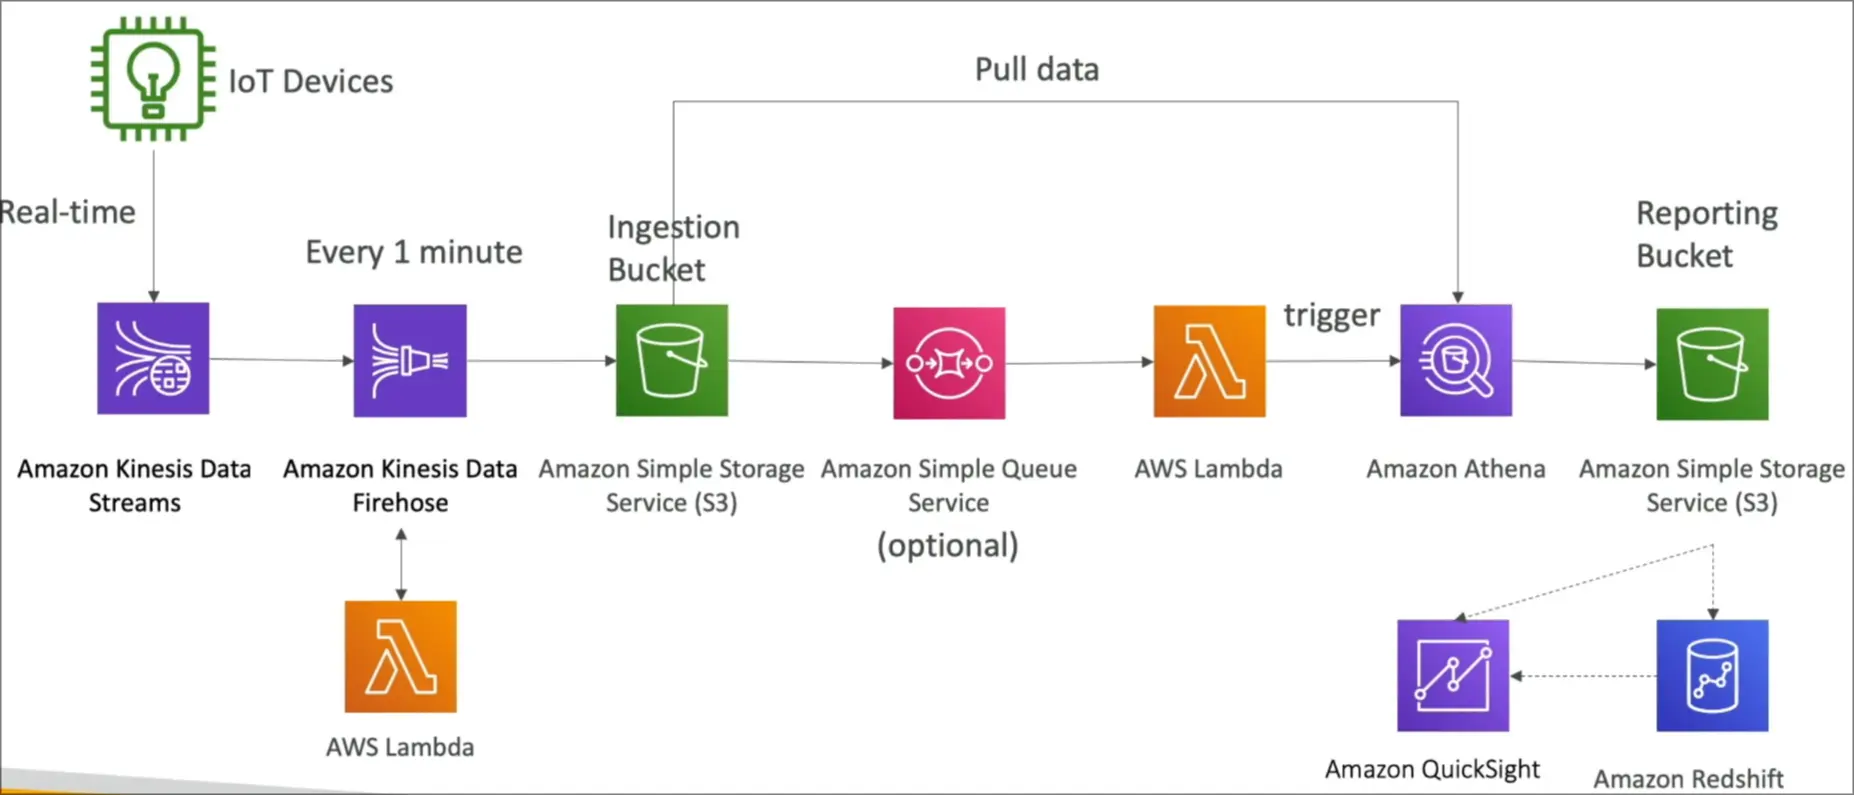 IoT Devices
Pull data
Real-time
Every 1 minute
Ingestion
Bucket
Reporting
Bucket
trigger
Amazon Kinesis Data
Streams
Amazon Kinesis Data
Firehose
Amazon Simple Storage
Service (S3)
Amazon Simple Queue
Service
(optional)
AWS Lambda
Amazon Athena
Amazon Simple Storage
Service (S3)
AWS Lambda
Amazon QuickSight
Amazon Redshift